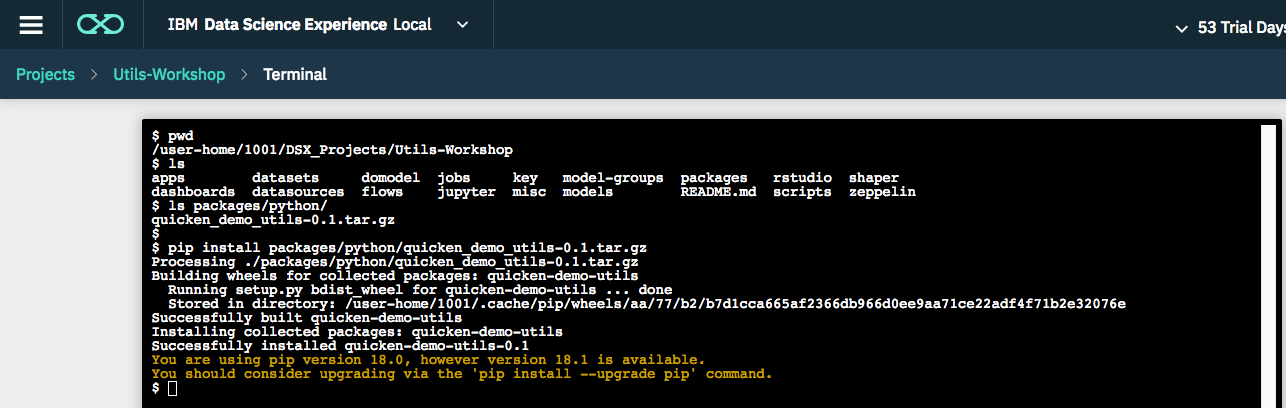 IBM Data Science Experience Local
53 Trial Days
Projects > Utils-Workshop > Terminal
$ pwd
/user-home/1001/DSX_Projects/Utils-Workshop
$ ls
apps datasets domodel jobs key model-groups packages rstudio shaper
dashboards datasources flows jupyter misc models README.md scripts zeppelin
$ ls packages/python/
quicken_demo_utils-0.1.tar.gz
$
$ pip install packages/python/quicken_demo_utils-0.1.tar.gz
Processing ./packages/python/quicken_demo_utils-0.1.tar.gz
Building wheels for collected packages: quicken-demo-utils
Running setup.py bdist_wheel for quicken-demo-utils ... done
Stored in directory: /user-home/1001/.cache/pip/wheels/aa/77/b2/b7d1cca665af2366db966d0ee9aa71ce22adf4f71b2e32076e
Successfully built quicken-demo-utils
Installing collected packages: quicken-demo-utils
Successfully installed quicken-demo-utils-0.1
You are using pip version 18.0, however version 18.1 is available.
You should consider upgrading via the 'pip install --upgrade pip' command.
$